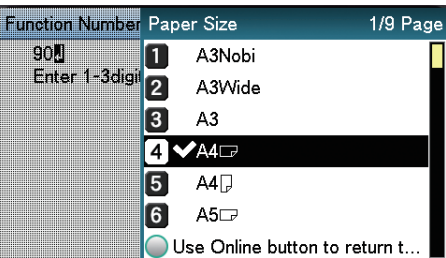 Function Number
90
Enter 1-3digi
Paper Size 1/9 Page
1 A3Nobi
2 A3Wide
3 A3
4 A4
5 A4
6 A5
Use Online button to return t...